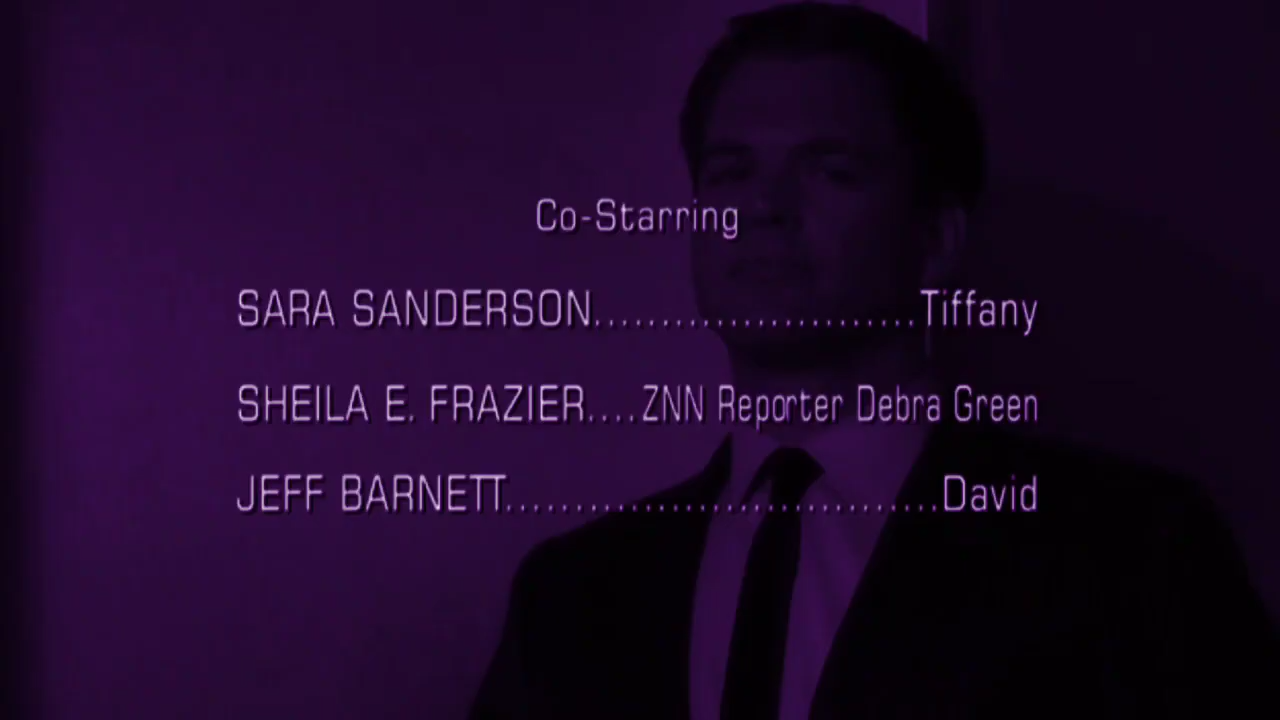 Co-Starring
SARA SANDERSON........................Tiffany
SHEILA E. FRAZIER....ZNN Reporter Debra Green
JEFF BARNETT................................David